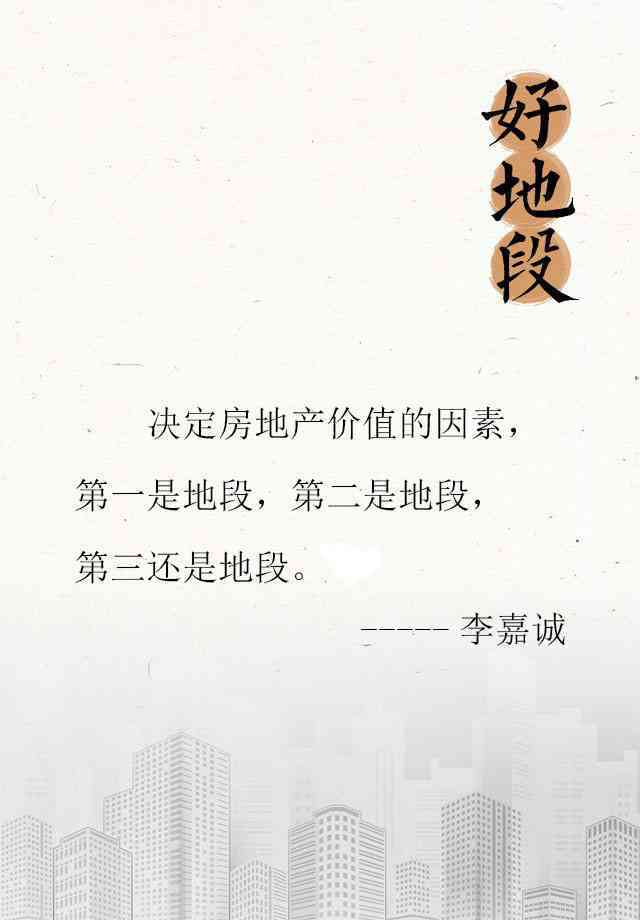 好地段
决定房地产价值的因素，
第一是地段，第二是地段，
第三还是地段。
-----李嘉诚